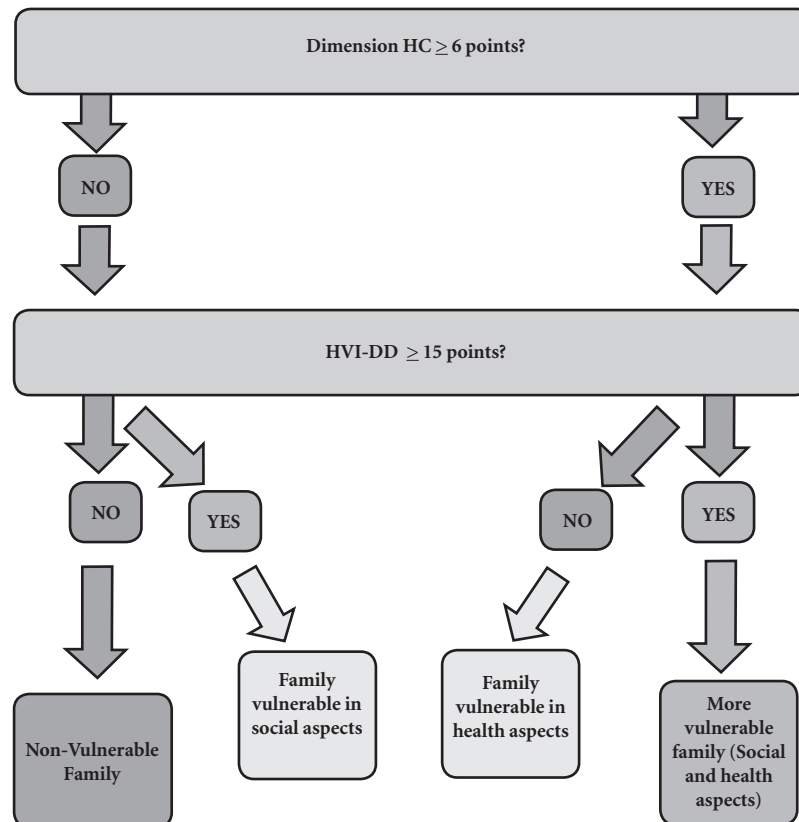 Dimension HC ≥ 6 points?
NO
YES
HVI-DD ≥ 15 points?
NO
YES
NO
YES
Family
vulnerable in
social aspects
Family
vulnerable in
health aspects
Non-Vulnerable
Family
More
vulnerable
family (Social
and health
aspects)